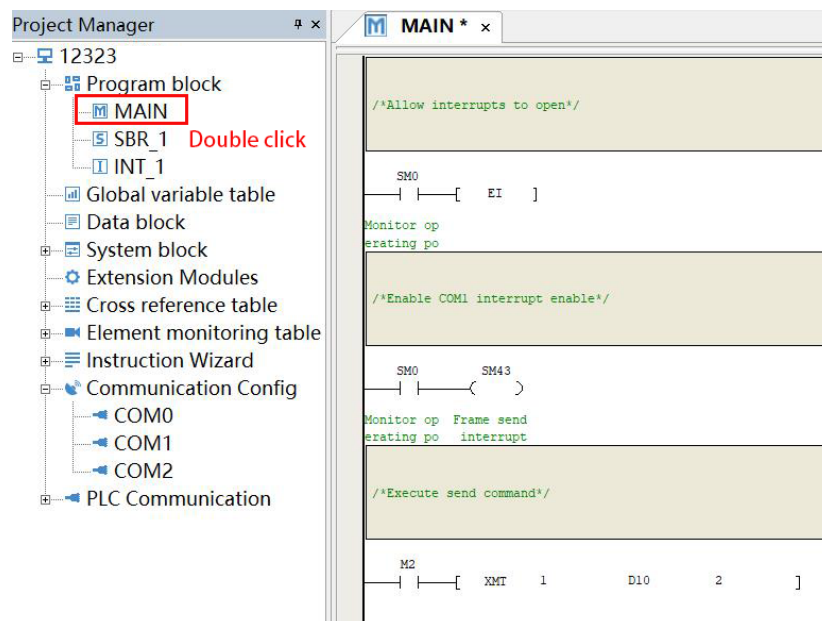 Project Manager
12323
Program block
MAIN
SBR_1 Double click
INT_1
Global variable table
Data block
System block
Extension Modules
Cross reference table
Element monitoring table
Instruction Wizard
Communication Config
COM0
COM1
COM2
PLC Communication
M MAIN * ×
/*Allow interrupts to open*/
SM0
[ EI ]
Monitor op
erating po
/*Enable COM1 interrupt enable*/
SM0 SM43
( )
Monitor op Frame send
erating po interrupt
/*Execute send command*/
M2
[ XMT 1 D10 2 ]